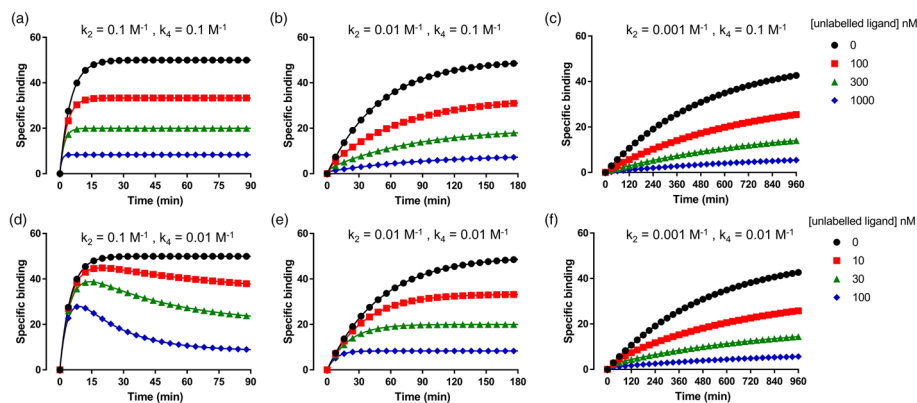 (a)
k2 = 0.1 M-1 , k4 = 0.1 M-1
60
40
20
0
Specific binding
0 15 30 45 60 75 90
Time (min)
(b)
k2 = 0.01 M-1 , k4 = 0.1 M-1
60
40
20
0
Specific binding
0 30 60 90 120 150 180
Time (min)
(c)
k2 = 0.001 M-1 , k4 = 0.1 M-1
60
40
20
0
Specific binding
0 120 240 360 480 600 720 840 960
Time (min)
[unlabelled ligand] nM
0
100
300
1000
(d)
k2 = 0.1 M-1 , k4 = 0.01 M-1
60
40
20
0
Specific binding
0 15 30 45 60 75 90
Time (min)
(e)
k2 = 0.01 M-1 , k4 = 0.01 M-1
60
40
20
0
Specific binding
0 30 60 90 120 150 180
Time (min)
(f)
k2 = 0.001 M-1 , k4 = 0.01 M-1
60
40
20
0
Specific binding
0 120 240 360 480 600 720 840 960
Time (min)
[unlabelled ligand] nM
0
10
30
100